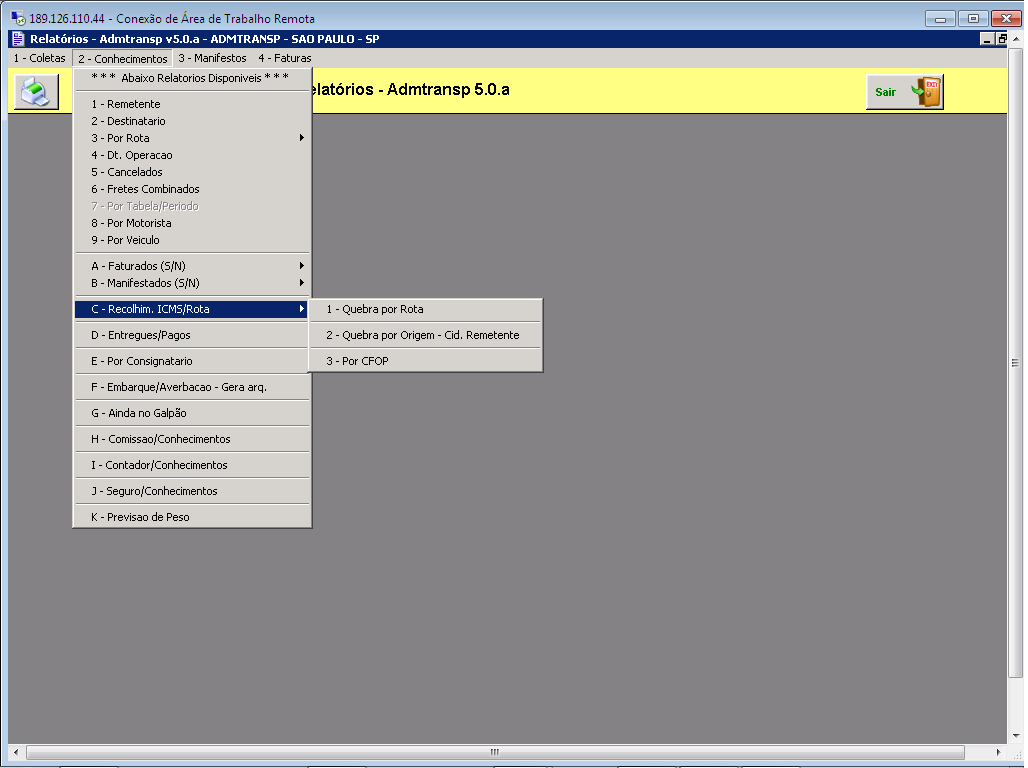 189.126.110.44 - Conexão de Área de Trabalho Remota
Relatórios - Admtransp v5.0.a - ADMTRANSP - SAO PAULO - SP
1 - Coletas 2 - Conhecimentos 3 - Manifestos 4 - Faturas
* * * Abaixo Relatorios Disponiveis * * *
elatórios - Admtransp 5.0.a
Sair
EXIT
1 - Remetente
2 - Destinatario
3 - Por Rota
4 - Dt. Operacao
5 - Cancelados
6 - Fretes Combinados
7 - Por Tabela/Periodo
8 - Por Motorista
9 - Por Veiculo
A - Faturados (S/N)
B - Manifestados (S/N)
C - Recolhim. ICMS/Rota
1 - Quebra por Rota
D - Entregues/Pagos
2 - Quebra por Origem - Cid. Remetente
E - Por Consignatario
3 - Por CFOP
F - Embarque/Averbacao - Gera arq.
G - Ainda no Galpão
H - Comissao/Conhecimentos
I - Contador/Conhecimentos
J - Seguro/Conhecimentos
K - Previsao de Peso